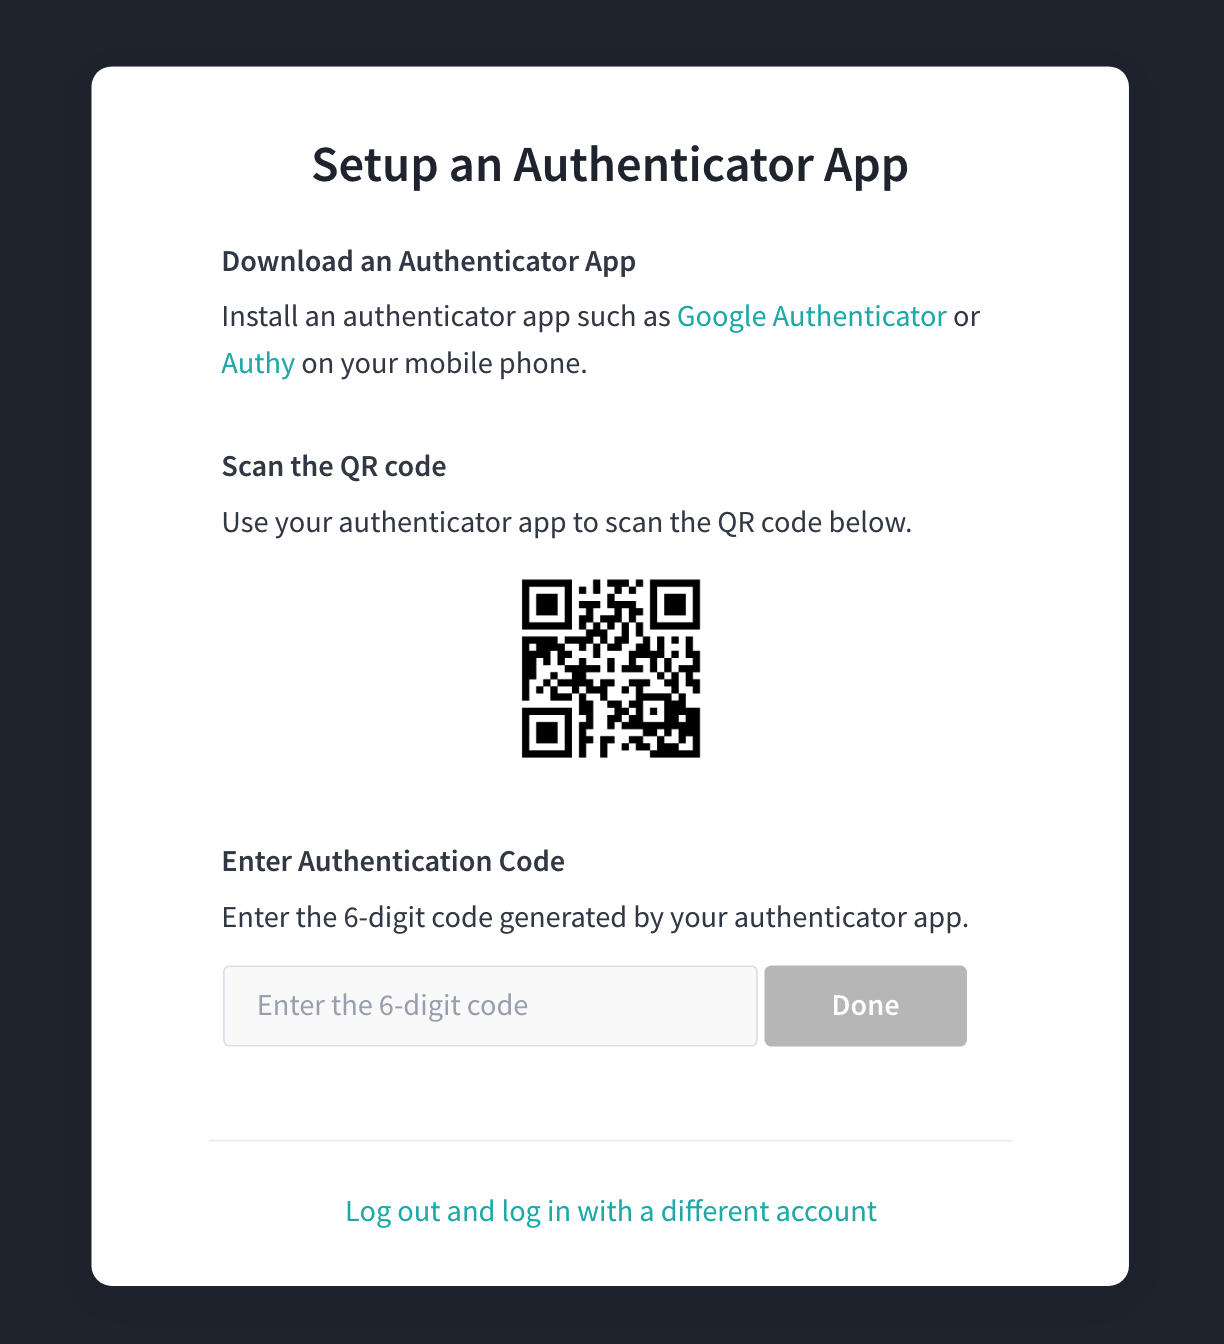 Setup an Authenticator App
Download an Authenticator App
Install an authenticator app such as Google Authenticator or
Authy on your mobile phone.
Scan the QR code
Use your authenticator app to scan the QR code below.
Enter Authentication Code
Enter the 6-digit code generated by your authenticator app.
Enter the 6-digit code
Done
Log out and log in with a different account